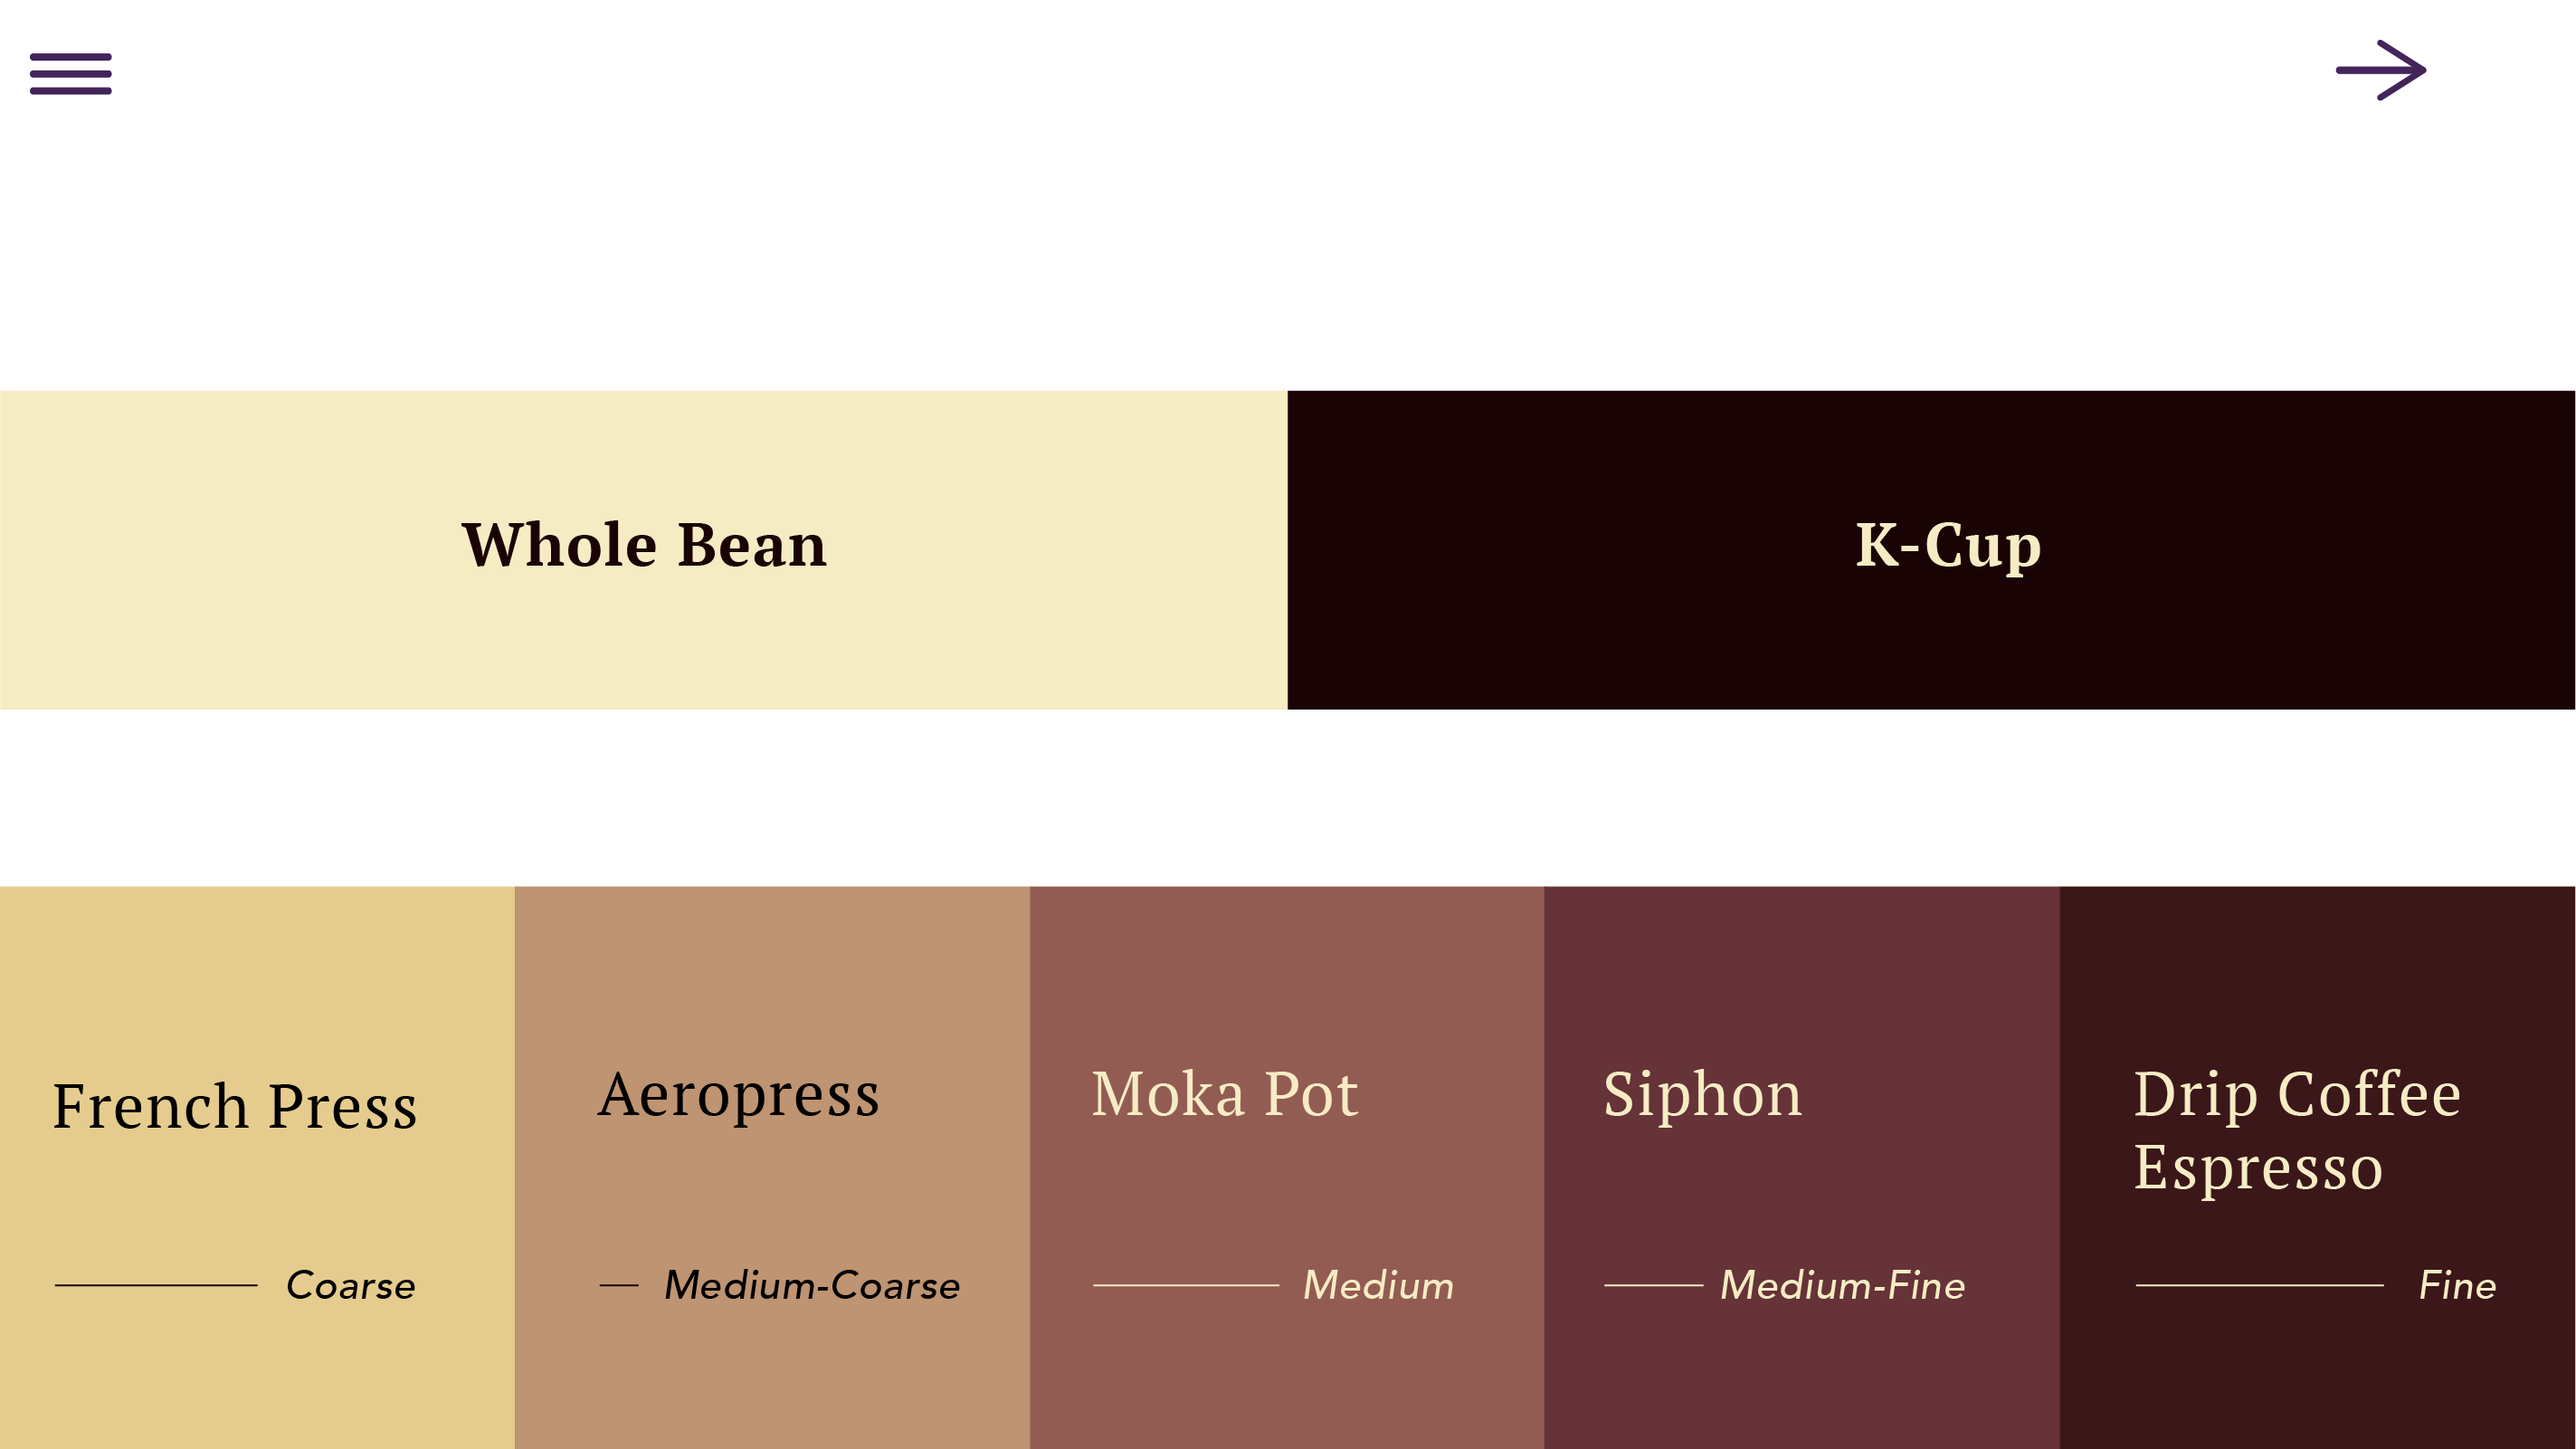 Whole Bean
K-Cup
French Press
Coarse
Aeropress
Medium-Coarse
Moka Pot
Medium
Siphon
Medium-Fine
Drip Coffee
Espresso
Fine